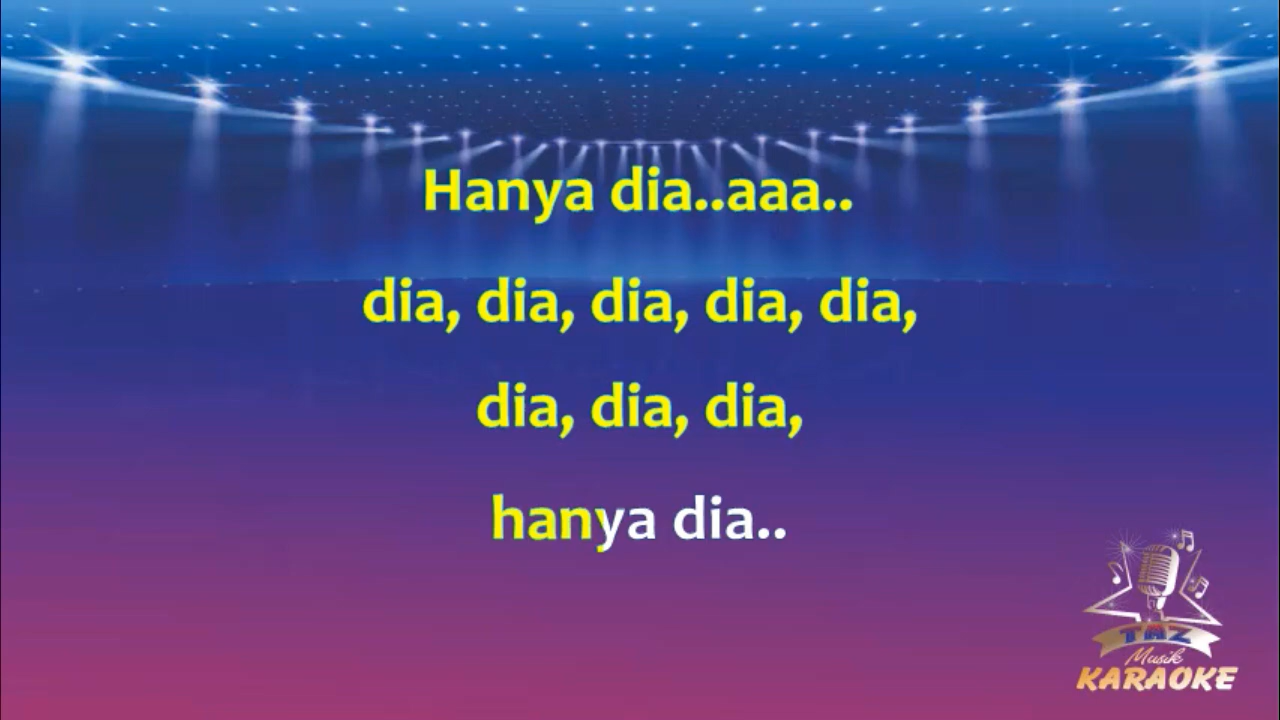 Hanya dia..aaa..
dia, dia, dia, dia, dia,
dia, dia, dia,
hanya dia..
TAZ
Musik
KARAOKE